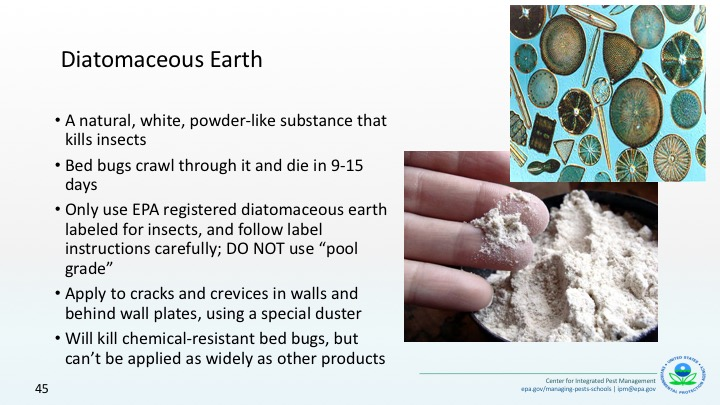 Diatomaceous Earth
• A natural, white, powder-like substance that
kills insects
• Bed bugs crawl through it and die in 9-15
days
• Only use EPA registered diatomaceous earth
labeled for insects, and follow label
instructions carefully; DO NOT use “pool
grade”
• Apply to cracks and crevices in walls and
behind wall plates, using a special duster
• Will kill chemical-resistant bed bugs, but
can’t be applied as widely as other products
45
Center for Integrated Pest Management
epa.gov/managing-pests-schools | ipm@epa.gov
UNITED STATES